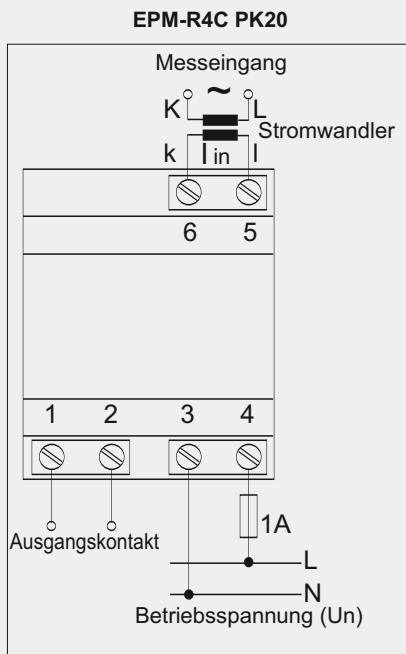 EPM-R4C PK20
Messeingang
K ~ L
Stromwandler
k I in l
6 5
1 2 3 4
1A
Ausgangskontakt
L
N
Betriebsspannung (Un)